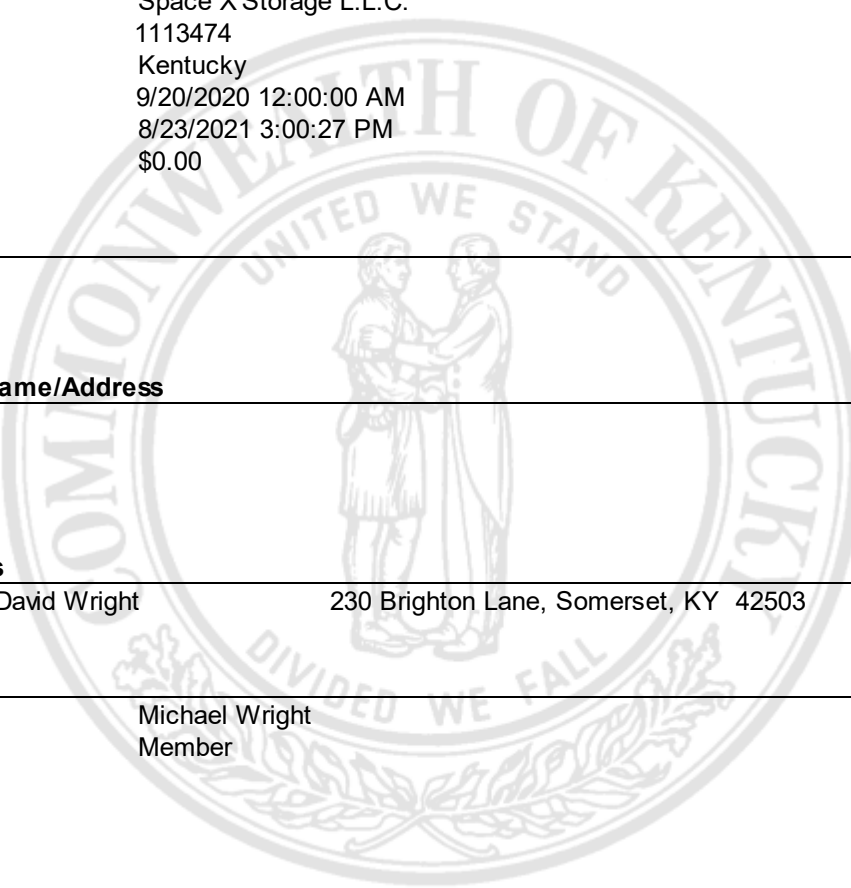 Space X Storage L.L.C.
1113474
Kentucky
9/20/2020 12:00:00 AM
8/23/2021 3:00:27 PM
$0.00
COMMONWEALTH OF KENTUCKY
UNITED WE STAND
ame/Address
s
David Wright 230 Brighton Lane, Somerset, KY 42503
DIVIDED WE FALL
Michael Wright
Member